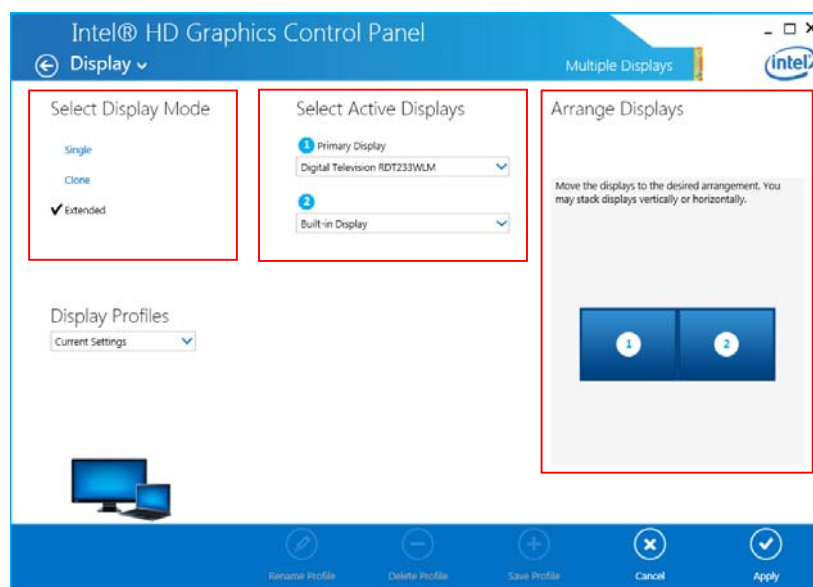 Intel® HD Graphics Control Panel
Display
Multiple Displays
intel
Select Display Mode
Single
Clone
Extended
Select Active Displays
1 Primary Display
Digital Television RDT233WLM
2
Built-in Display
Arrange Displays
Move the displays to the desired arrangement. You
may stack displays vertically or horizontally.
1 2
Display Profiles
Current Settings
Rename Profile Delete Profile Save Profile Cancel Apply